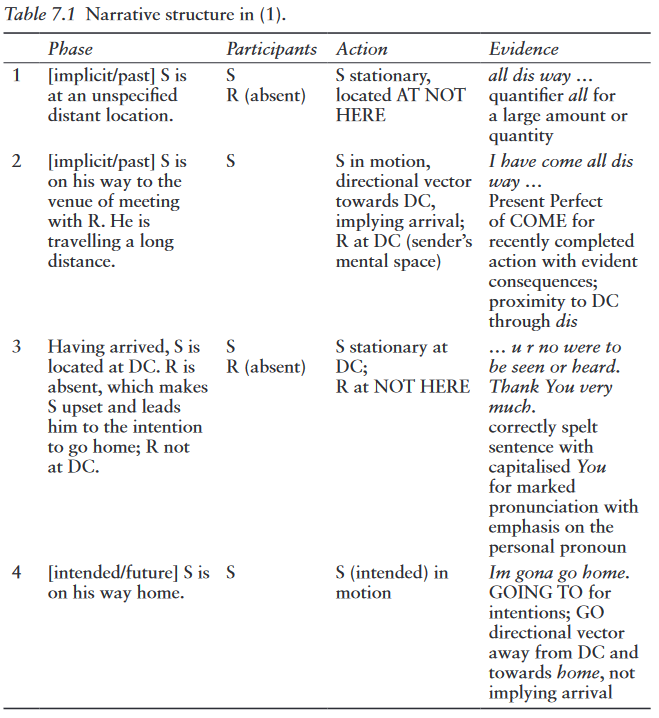 Table 7.1 Narrative structure in (1).
Phase Participants Action Evidence
1 [implicit/past] S is S S stationary, all dis way …
at an unspecified R (absent) located AT NOT quantifier all for
distant location. HERE a large amount or
quantity
2 [implicit/past] S is S S in motion, I have come all dis
on his way to the directional vector way …
venue of meeting towards DC, Present Perfect
with R. He is implying arrival; of COME for
travelling a long R at DC (sender’s recently completed
distance. mental space) action with evident
consequences;
proximity to DC
through dis
3 Having arrived, S is S S stationary at … u r no were to
located at DC. R is R (absent) DC; be seen or heard.
absent, which makes R at NOT HERE Thank You very
S upset and leads much.
him to the intention correctly spelt
to go home; R not sentence with
at DC. capitalised You
for marked
pronunciation with
emphasis on the
personal pronoun
4 [intended/future] S is S S (intended) in Im gona go home.
on his way home. motion GOING TO for
intentions; GO
directional vector
away from DC and
towards home, not
implying arrival